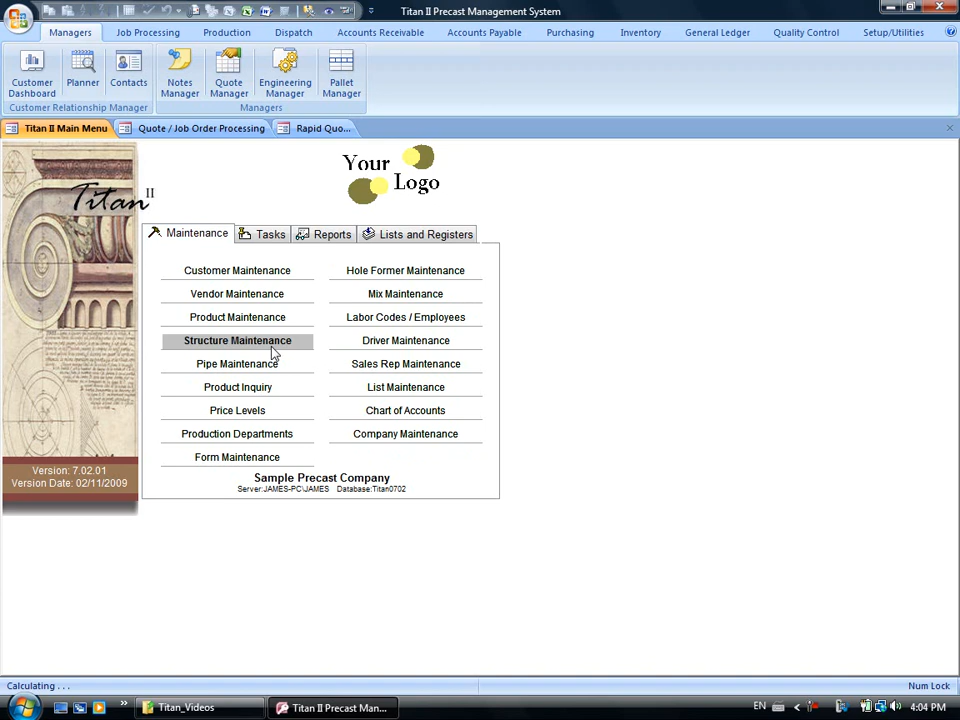 Titan II Precast Management System
Managers
Job Processing
Production
Dispatch
Accounts Receivable
Accounts Payable
Purchasing
Inventory
General Ledger
Quality Control
Setup/Utilities
Customer Dashboard
Planner
Contacts
Notes Manager
Quote Manager
Engineering Manager
Pallet Manager
Customer Relationship Manager
Managers
Titan II Main Menu
Quote / Job Order Processing
Rapid Quo...
Your Logo
Titan II
Maintenance
Tasks
Reports
Lists and Registers
Customer Maintenance
Hole Former Maintenance
Vendor Maintenance
Mix Maintenance
Product Maintenance
Labor Codes / Employees
Structure Maintenance
Driver Maintenance
Pipe Maintenance
Sales Rep Maintenance
Product Inquiry
List Maintenance
Price Levels
Chart of Accounts
Production Departments
Company Maintenance
Form Maintenance
Version: 7.02.01
Version Date: 02/11/2009
Sample Precast Company
Server:JAMES-PC\JAMES Database:Titan0702
Calculating . . .
Num Lock
Titan_Videos
Titan II Precast Man...
EN
4:04 PM